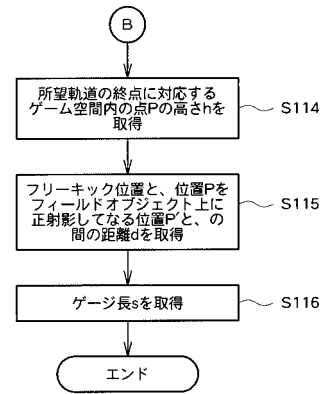 B
所望軌道の終点に対応する
ゲーム空間内の点Pの高さhを
取得
S114
フリーキック位置と、位置Pを
フィールドオブジェクト上に
正射影してなる位置P'と、の
間の距離dを取得
S115
ゲージ長sを取得
S116
エンド